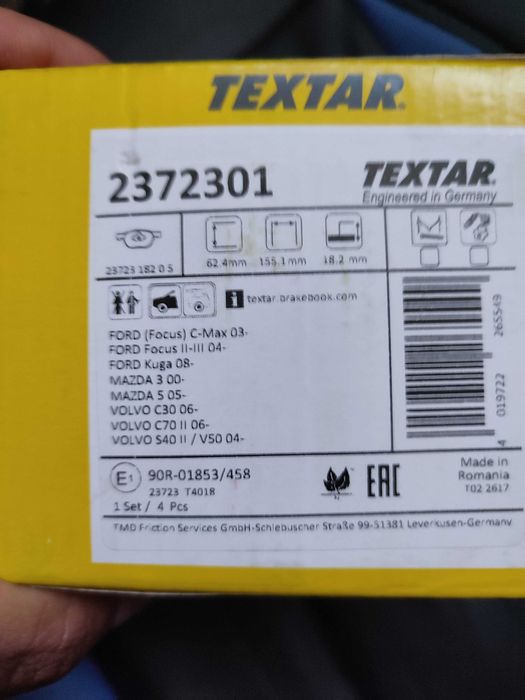 TEXTAR
2372301
TEXTAR
Engineered in Germany
23723 182 0 5
62.4mm 155.1mm 18.2 mm
i textar.brakebook.com
FORD (Focus) C-Max 03-
FORD Focus II-III 04-
FORD Kuga 08-
MAZDA 3 00-
MAZDA 5 05-
VOLVO C30 06-
VOLVO C70 II 06-
VOLVO S40 II / V50 04-
4 019722 265549
E1 90R-01853/458
23723 T4018
1 Set / 4 Pcs
EAC
Made in
Romania
T02 2617
TMD Friction Services GmbH-Schlebuscher Straße 99-51381 Leverkusen-Germany